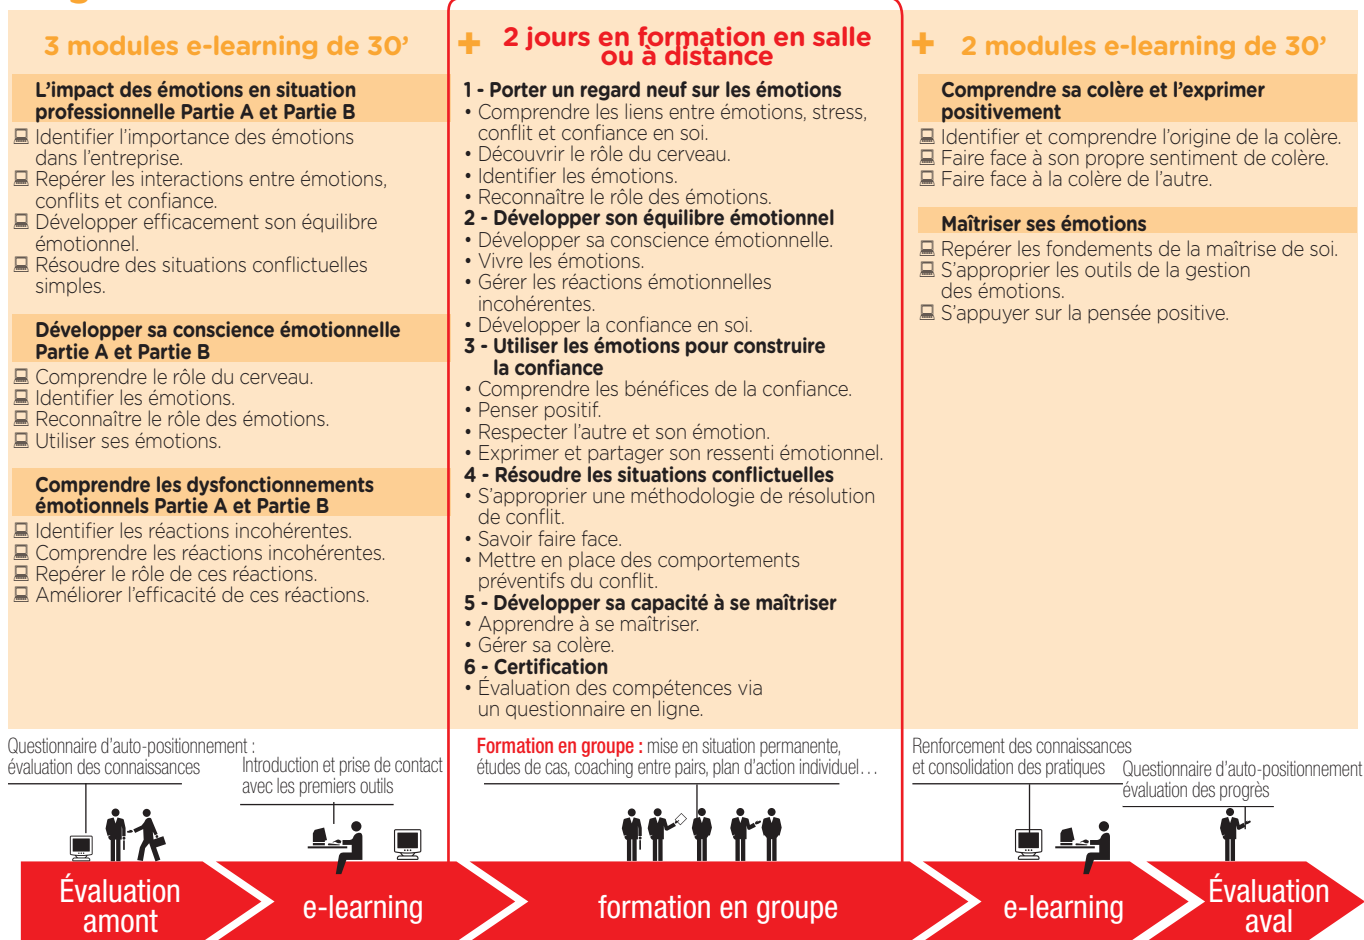 3 modules e-learning de 30’
L’impact des émotions en situation
professionnelle Partie A et Partie B
Identifier l’importance des émotions
dans l’entreprise.
Repérer les interactions entre émotions,
conflits et confiance.
Développer efficacement son équilibre
émotionnel.
Résoudre des situations conflictuelles
simples.
Développer sa conscience émotionnelle
Partie A et Partie B
Comprendre le rôle du cerveau.
Identifier les émotions.
Reconnaître le rôle des émotions.
Utiliser ses émotions.
Comprendre les dysfonctionnements
émotionnels Partie A et Partie B
Identifier les réactions incohérentes.
Comprendre les réactions incohérentes.
Repérer le rôle de ces réactions.
Améliorer l’efficacité de ces réactions.
+ 2 jours en formation en salle
ou à distance
1 - Porter un regard neuf sur les émotions
• Comprendre les liens entre émotions, stress,
conflit et confiance en soi.
• Découvrir le rôle du cerveau.
• Identifier les émotions.
• Reconnaître le rôle des émotions.
2 - Développer son équilibre émotionnel
• Développer sa conscience émotionnelle.
• Vivre les émotions.
• Gérer les réactions émotionnelles
incohérentes.
• Développer la confiance en soi.
3 - Utiliser les émotions pour construire
la confiance
• Comprendre les bénéfices de la confiance.
• Penser positif.
• Respecter l’autre et son émotion.
• Exprimer et partager son ressenti émotionnel.
4 - Résoudre les situations conflictuelles
• S’approprier une méthodologie de résolution
de conflit.
• Savoir faire face.
• Mettre en place des comportements
préventifs du conflit.
5 - Développer sa capacité à se maîtriser
• Apprendre à se maîtriser.
• Gérer sa colère.
6 - Certification
• Évaluation des compétences via
un questionnaire en ligne.
+ 2 modules e-learning de 30’
Comprendre sa colère et l’exprimer
positivement
Identifier et comprendre l’origine de la colère.
Faire face à son propre sentiment de colère.
Faire face à la colère de l’autre.
Maîtriser ses émotions
Repérer les fondements de la maîtrise de soi.
S’approprier les outils de la gestion
des émotions.
S’appuyer sur la pensée positive.
Questionnaire d’auto-positionnement :
évaluation des connaissances
Introduction et prise de contact
avec les premiers outils
Formation en groupe : mise en situation permanente,
études de cas, coaching entre pairs, plan d’action individuel…
Renforcement des connaissances
et consolidation des pratiques
Questionnaire d’auto-positionnement
évaluation des progrès
Évaluation
amont
e-learning
formation en groupe
e-learning
Évaluation
aval